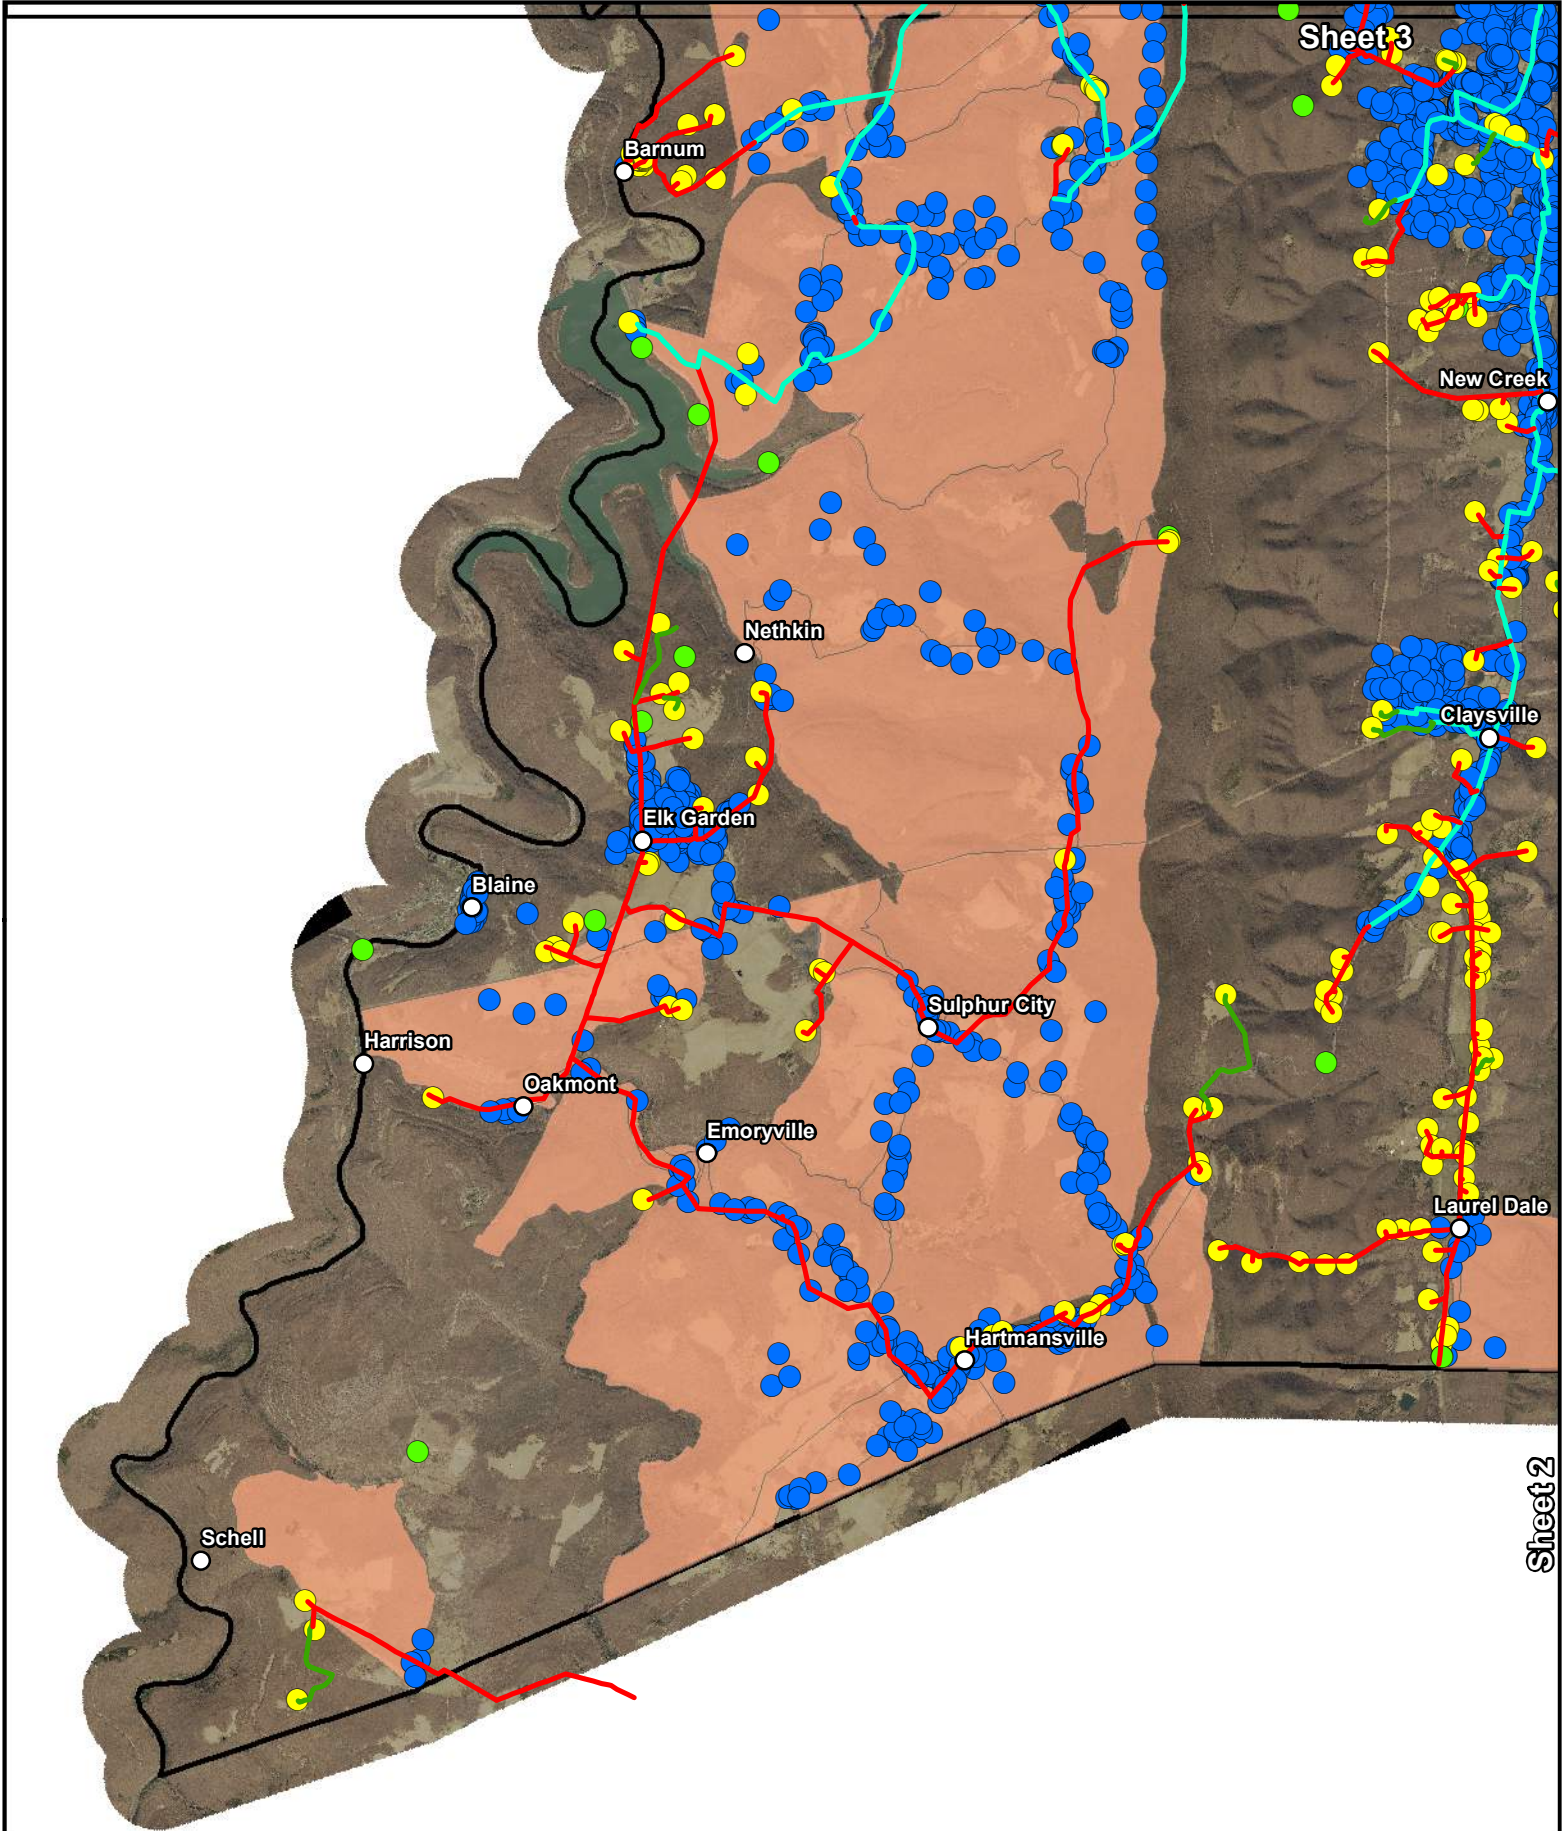 Sheet 3
Barnum
New Creek
Nethkin
Claysville
Elk Garden
Blaine
Sulphur City
Harrison
Oakmont
Emoryville
Laurel Dale
Hartmansville
Sheet 2
Schell